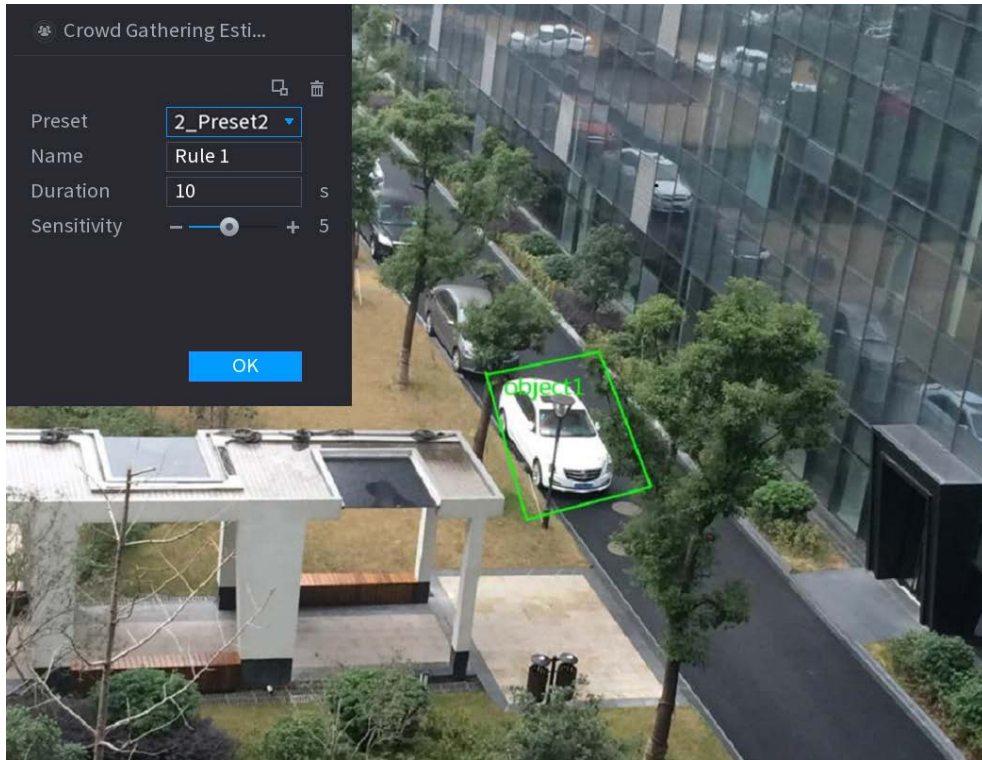 Crowd Gathering Esti...
Preset 2_Preset2
Name Rule 1
Duration 10 s
Sensitivity 5
OK
object1